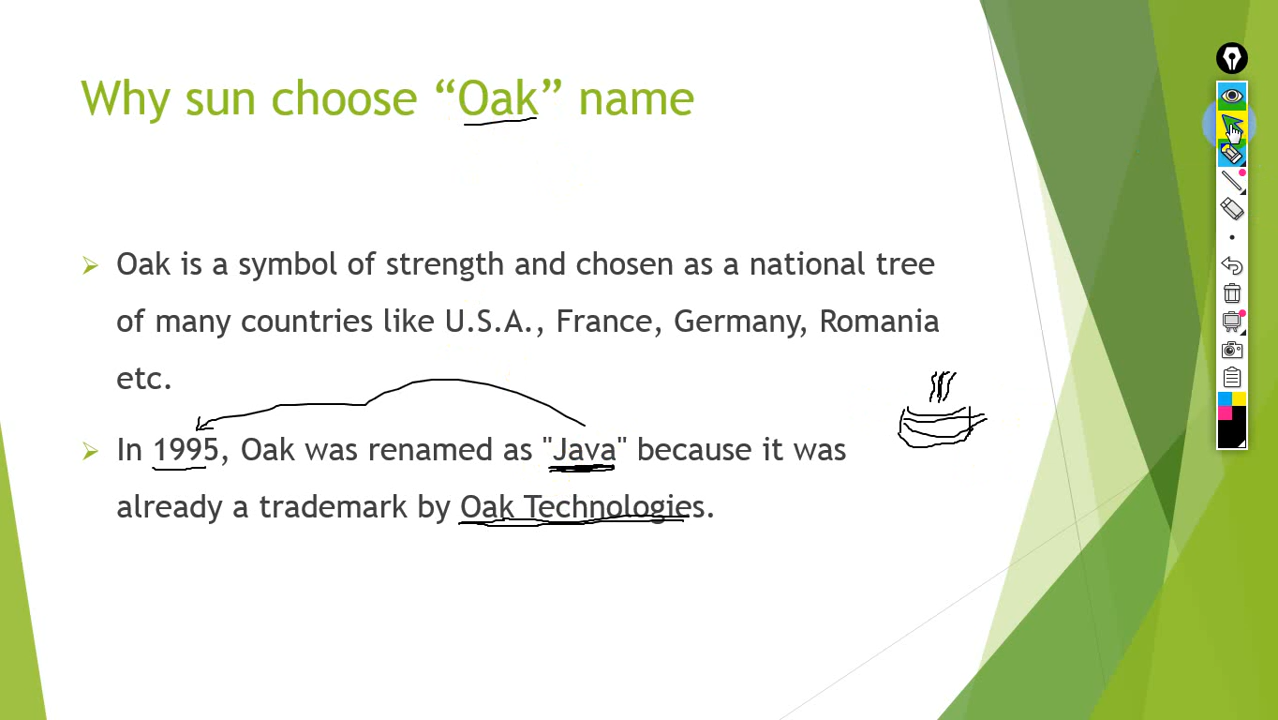 Why sun choose “Oak” name
Oak is a symbol of strength and chosen as a national tree
of many countries like U.S.A., France, Germany, Romania
etc.
In 1995, Oak was renamed as "Java" because it was
already a trademark by Oak Technologies.